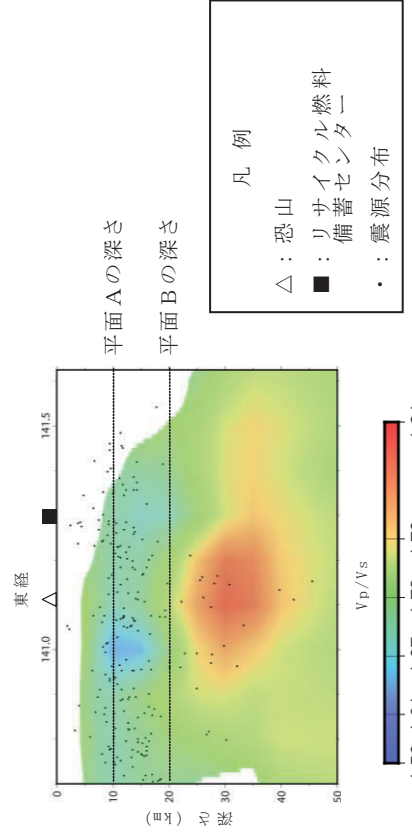 東経
141.0
141.5
0
10
20
30
40
50
深さ (km)
平面Aの深さ
平面Bの深さ
Vp/Vs
凡 例
△：恐山
■：リサイクル燃料
備蓄センター
・：震源分布